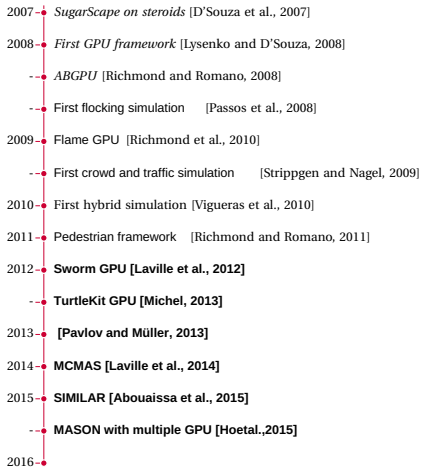 2007 SugarScape on steroids [D'Souza et al., 2007]
2008 First GPU framework [Lysenko and D'Souza, 2008]
-- ABGPU [Richmond and Romano, 2008]
-- First flocking simulation [Passos et al., 2008]
2009 Flame GPU [Richmond et al., 2010]
-- First crowd and traffic simulation [Strippgen and Nagel, 2009]
2010 First hybrid simulation [Vigueras et al., 2010]
2011 Pedestrian framework [Richmond and Romano, 2011]
2012 Sworm GPU [Laville et al., 2012]
-- TurtleKit GPU [Michel, 2013]
2013 [Pavlov and Müller, 2013]
2014 MCMAS [Laville et al., 2014]
2015 SIMILAR [Abouaissa et al., 2015]
-- MASON with multiple GPU [Hoetal.,2015]
2016